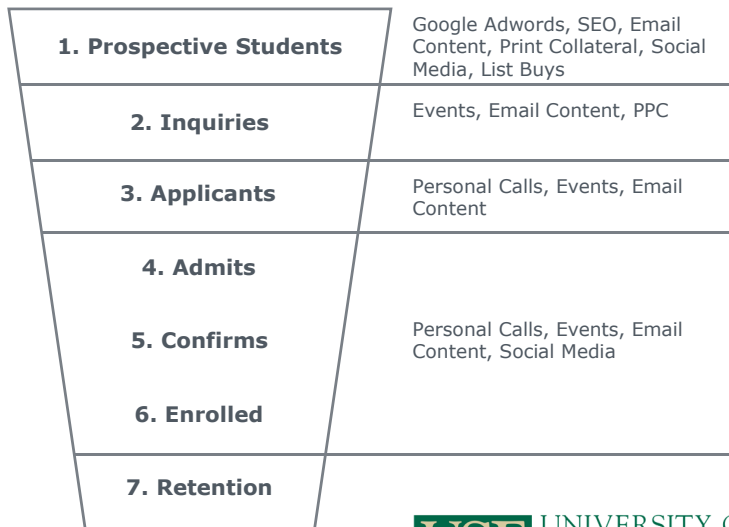 1. Prospective Students
Google Adwords, SEO, Email
Content, Print Collateral, Social
Media, List Buys
2. Inquiries
Events, Email Content, PPC
3. Applicants
Personal Calls, Events, Email
Content
4. Admits
5. Confirms
Personal Calls, Events, Email
Content, Social Media
6. Enrolled
7. Retention
UNIVERSITY